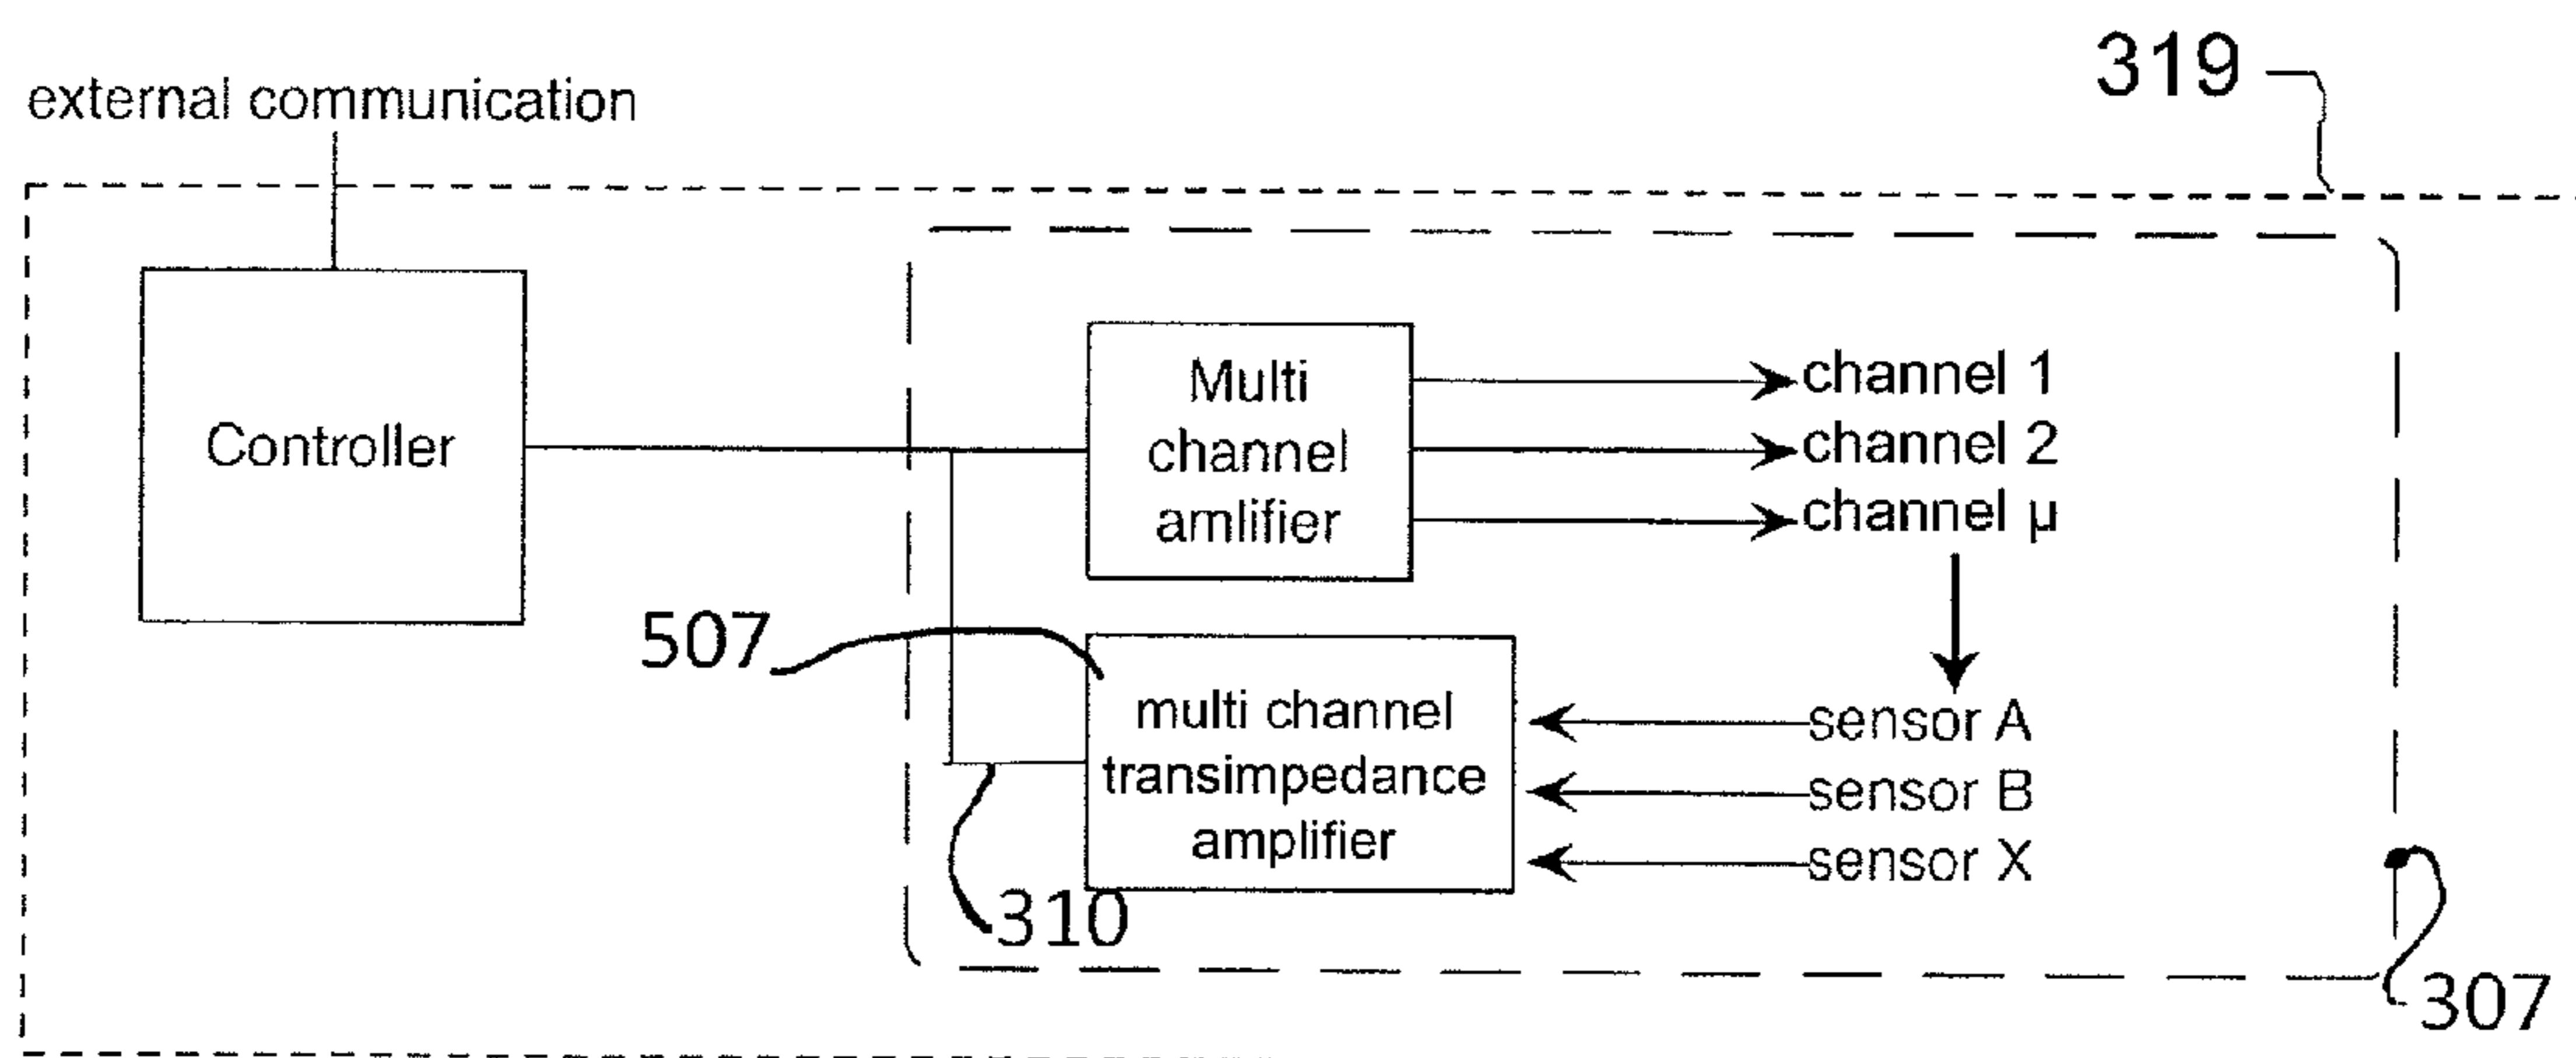 319
external communication
Controller
Multi
channel
amlifier
channel 1
channel 2
channel μ
507
multi channel
transimpedance
amplifier
sensor A
sensor B
sensor X
310
307